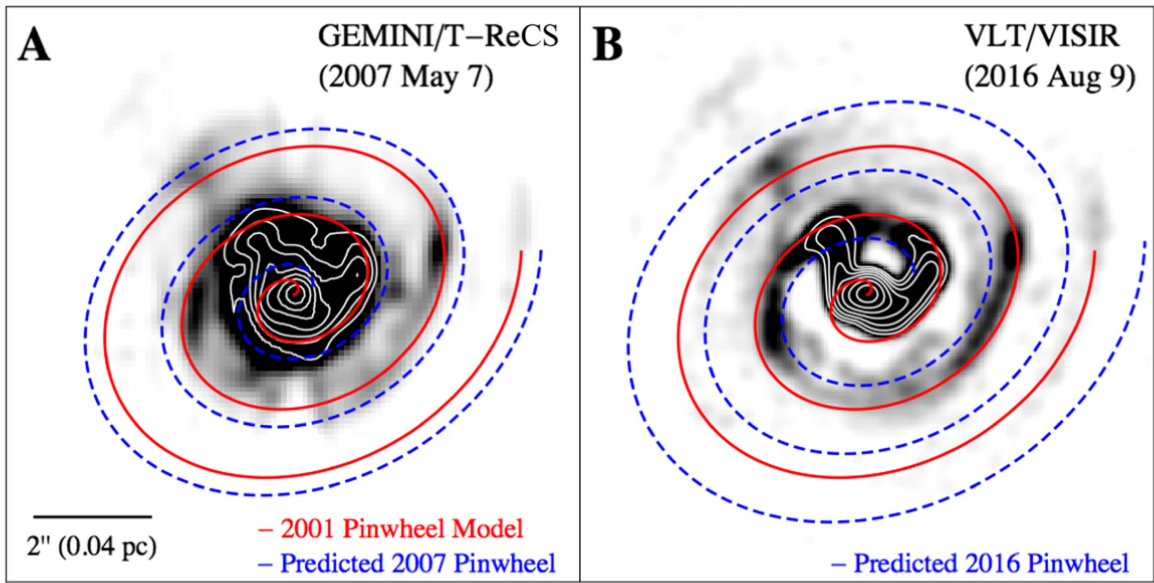 A
GEMINI/T-ReCS
(2007 May 7)
2" (0.04 pc)
– 2001 Pinwheel Model
– Predicted 2007 Pinwheel
B
VLT/VISIR
(2016 Aug 9)
– Predicted 2016 Pinwheel